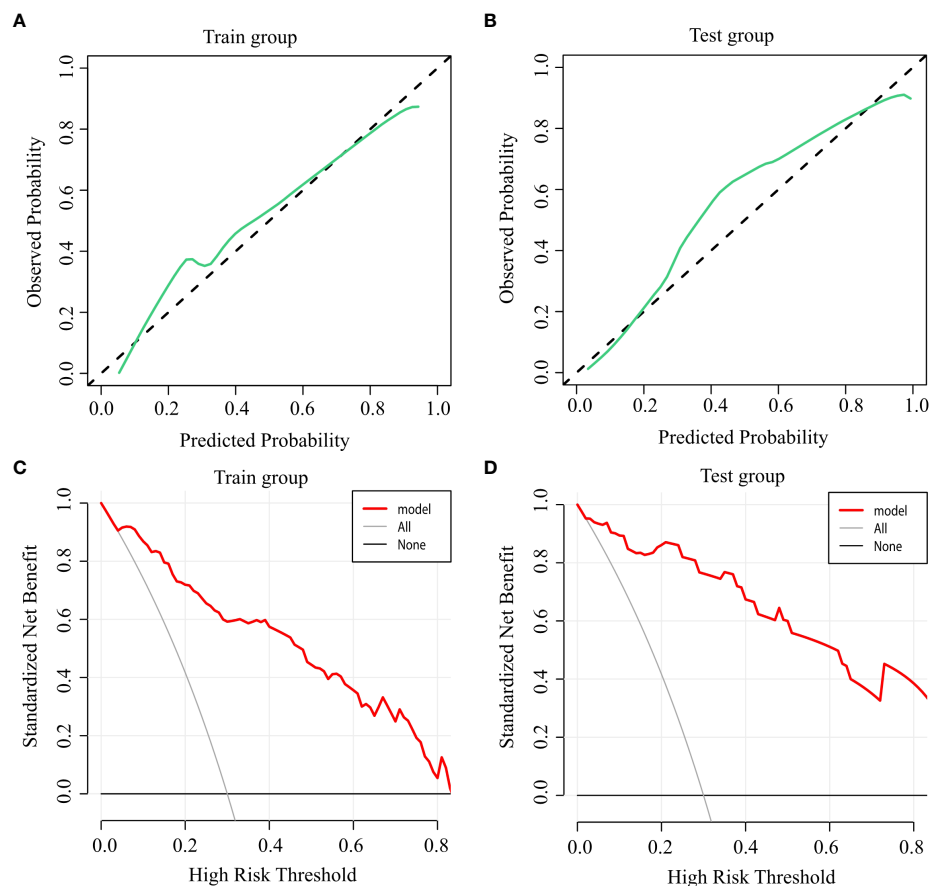 A
Train group
Observed Probability
1.0
0.8
0.6
0.4
0.2
0.0
0.0 0.2 0.4 0.6 0.8 1.0
Predicted Probability
B
Test group
Observed Probability
1.0
0.8
0.6
0.4
0.2
0.0
0.0 0.2 0.4 0.6 0.8 1.0
Predicted Probability
C
Train group
Standardized Net Benefit
1.0
0.8
0.6
0.4
0.2
0.0
model
All
None
0.0 0.2 0.4 0.6 0.8
High Risk Threshold
D
Test group
Standardized Net Benefit
1.0
0.8
0.6
0.4
0.2
0.0
model
All
None
0.0 0.2 0.4 0.6 0.8
High Risk Threshold